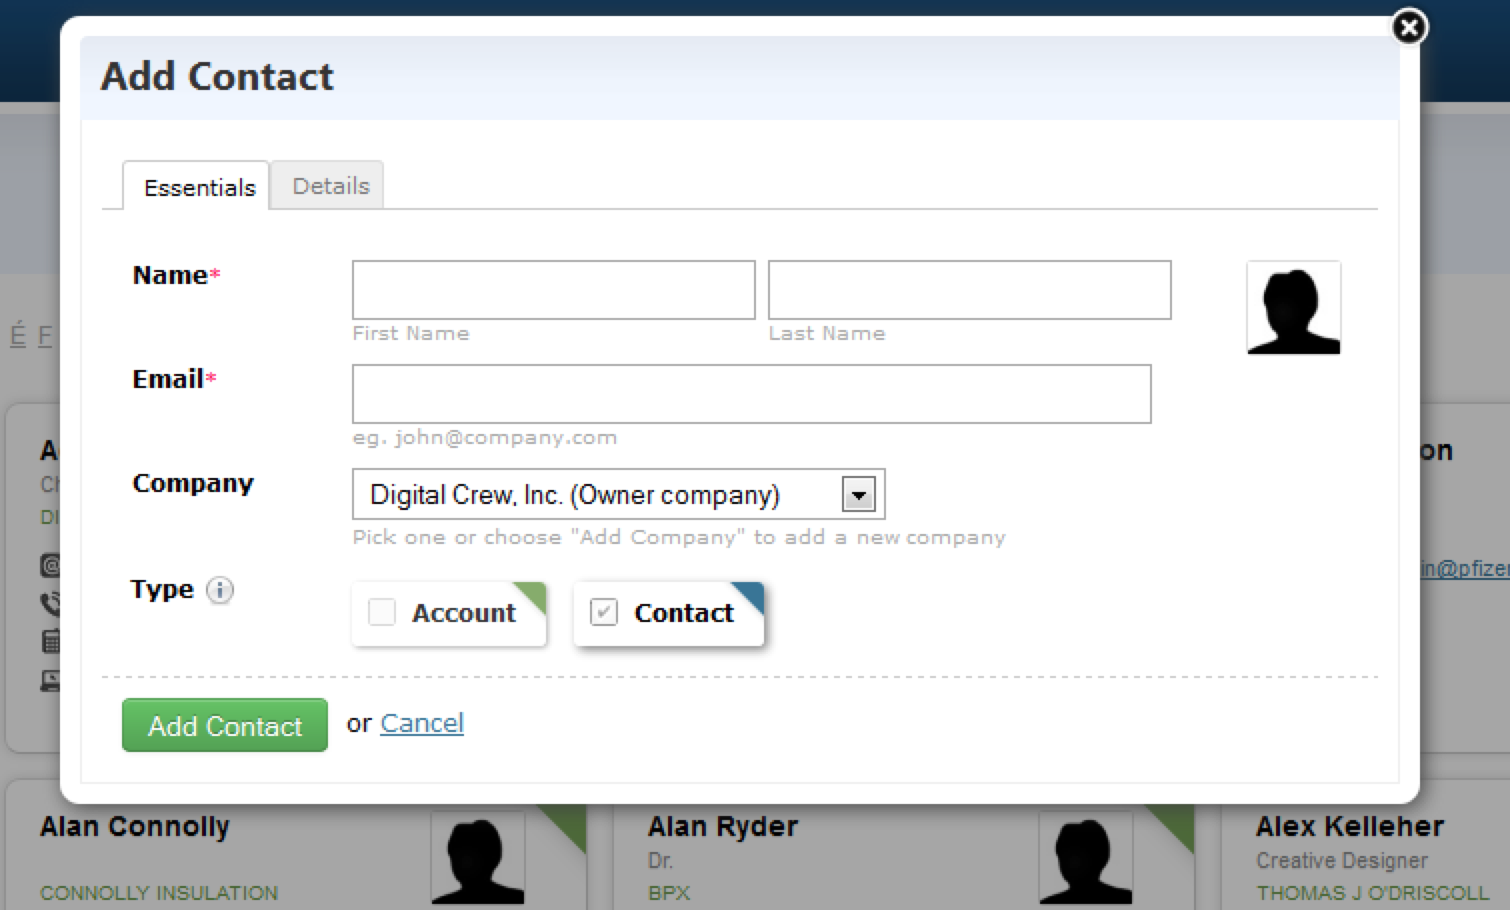 Add Contact
Essentials Details
Name*
First Name Last Name
É F
Email*
eg. john@company.com
on
Company Digital Crew, Inc. (Owner company)
Pick one or choose "Add Company" to add a new company
in@pfizer
Type Account Contact
Add Contact or Cancel
Alan Connolly
CONNOLLY INSULATION
Alan Ryder
Dr.
BPX
Alex Kelleher
Creative Designer
THOMAS J O'DRISCOLL